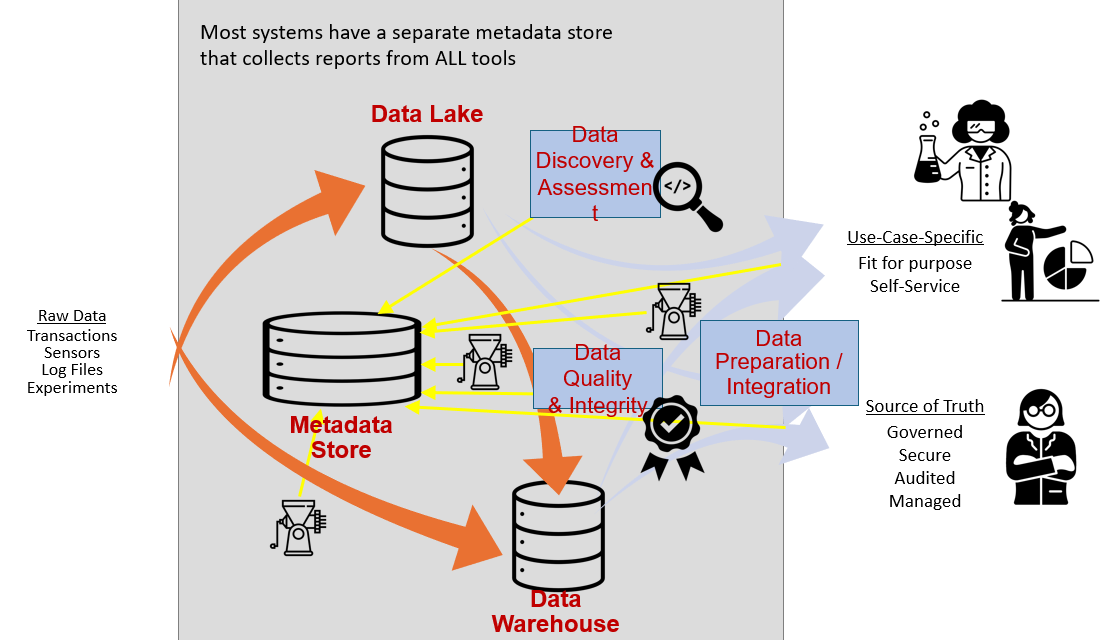 Most systems have a separate metadata store
that collects reports from ALL tools
Data Lake
Data
Discovery &
Assessmen
t
</>
Use-Case-Specific
Fit for purpose
Self-Service
Raw Data
Transactions
Sensors
Log Files
Experiments
Data
Quality
& Integrity
Data
Preparation /
Integration
Metadata
Store
Source of Truth
Governed
Secure
Audited
Managed
Data
Warehouse